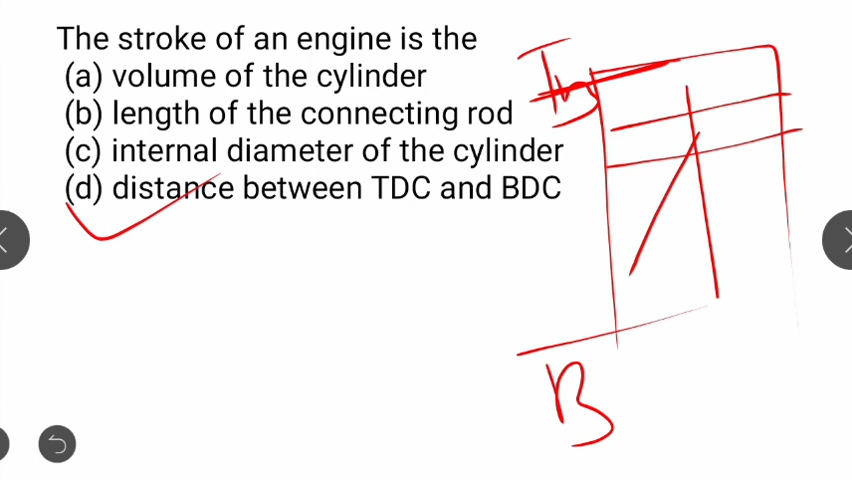 The stroke of an engine is the
(a) volume of the cylinder
(b) length of the connecting rod
(c) internal diameter of the cylinder
(d) distance between TDC and BDC
B